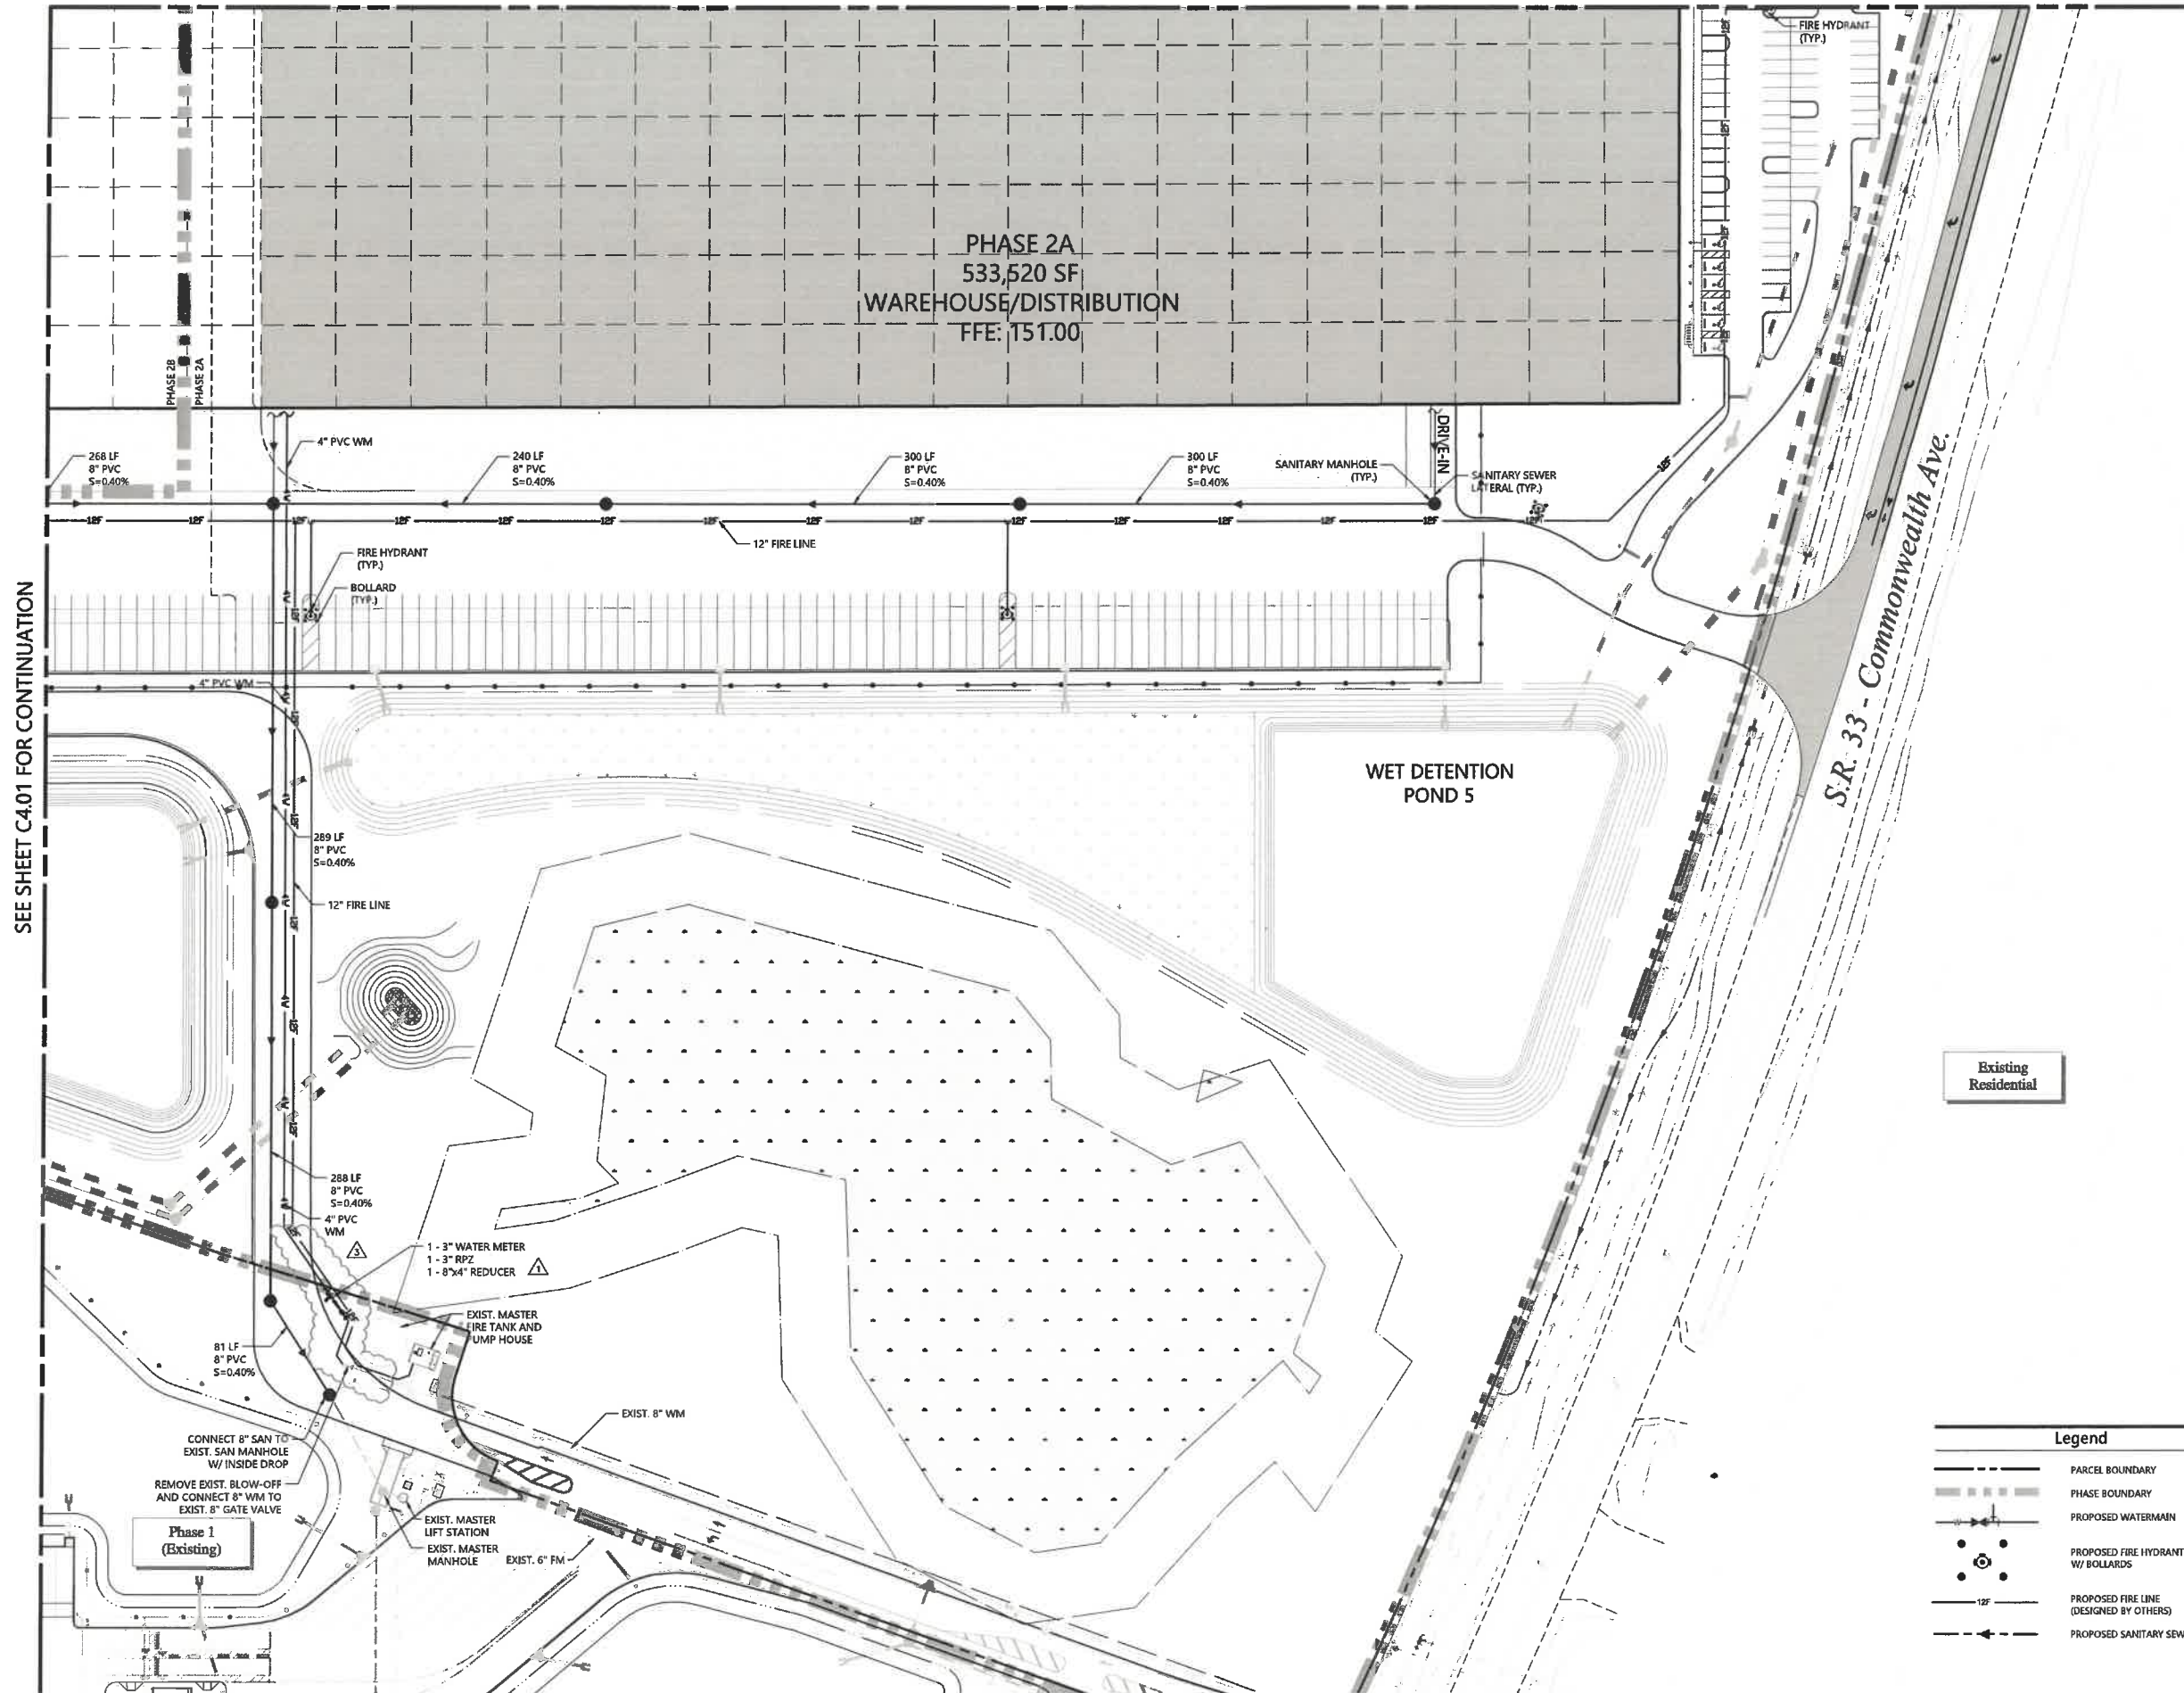 FIRE HYDRANT
(TYP.)
PHASE 2A
533,520 SF
WAREHOUSE/DISTRIBUTION
FFE: 151.00
PHASE 2B
PHASE 2A
4" PVC WM
268 LF
8" PVC
S=0.40%
240 LF
8" PVC
S=0.40%
300 LF
8" PVC
S=0.40%
300 LF
8" PVC
S=0.40%
SANITARY MANHOLE
(TYP.)
DRIVE-IN
SANITARY SEWER
LATERAL (TYP.)
12F
12" FIRE LINE
FIRE HYDRANT
(TYP.)
BOLLARD
(TYP.)
SEE SHEET C4.01 FOR CONTINUATION
S.R. 33 - Commonwealth Ave.
4" PVC WM
WET DETENTION
POND 5
289 LF
8" PVC
S=0.40%
12" FIRE LINE
Existing
Residential
288 LF
8" PVC
S=0.40%
4" PVC
WM
3
1 - 3" WATER METER
1 - 3" RPZ
1 - 8"x4" REDUCER
1
EXIST. MASTER
FIRE TANK AND
PUMP HOUSE
81 LF
8" PVC
S=0.40%
EXIST. 8" WM
CONNECT 8" SAN TO
EXIST. SAN MANHOLE
W/ INSIDE DROP
REMOVE EXIST. BLOW-OFF
AND CONNECT 8" WM TO
EXIST. 8" GATE VALVE
Phase 1
(Existing)
EXIST. MASTER
LIFT STATION
EXIST. MASTER
MANHOLE
EXIST. 6" FM
Legend
PARCEL BOUNDARY
PHASE BOUNDARY
PROPOSED WATERMAIN
PROPOSED FIRE HYDRANT
W/ BOLLARDS
12F
PROPOSED FIRE LINE
(DESIGNED BY OTHERS)
PROPOSED SANITARY SEW